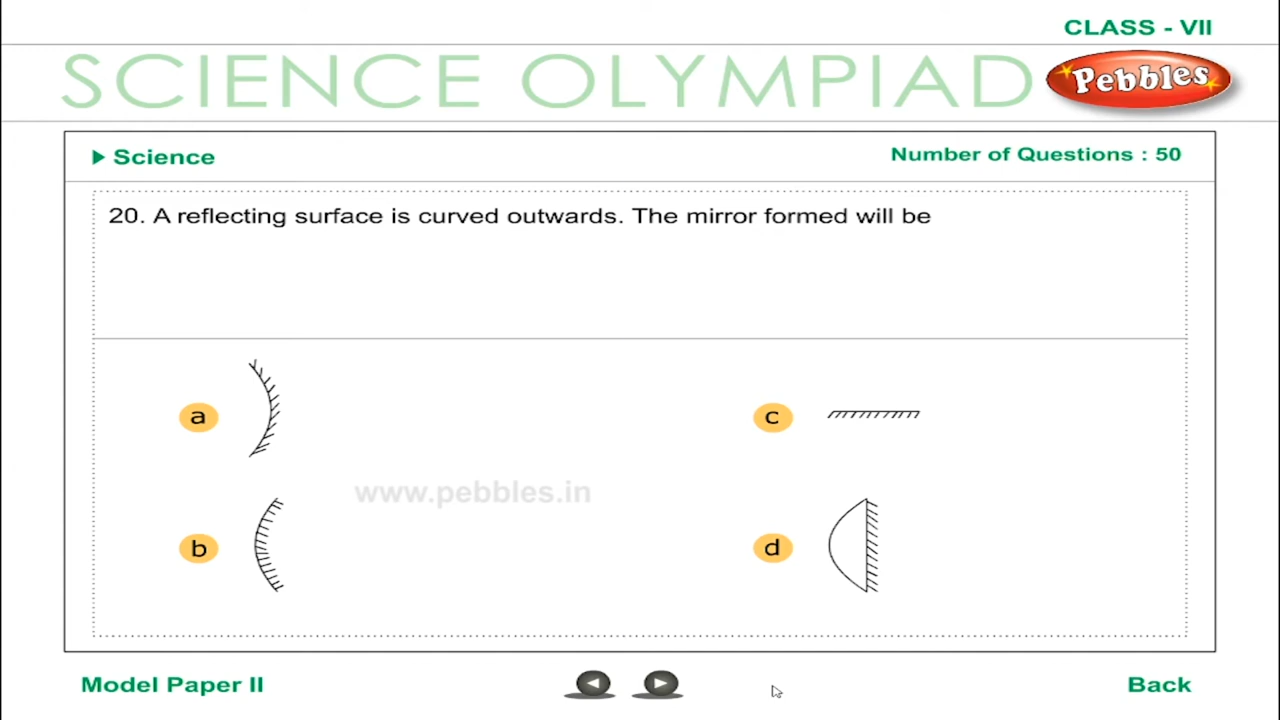 CLASS - VII
SCIENCE OLYMPIAD
Pebbles
Science
Number of Questions : 50
20. A reflecting surface is curved outwards. The mirror formed will be
a
c
www.pebbles.in
b
d
Model Paper II
Back